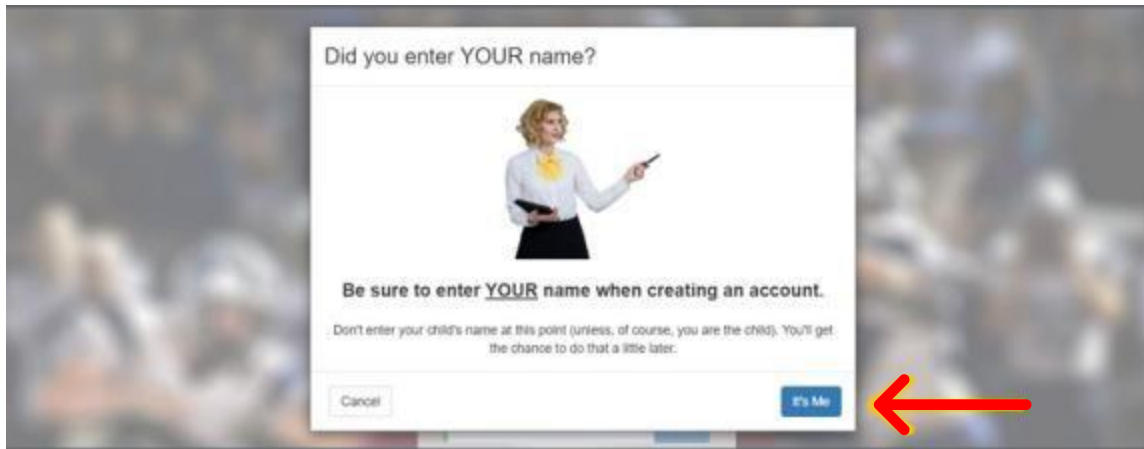 Did you enter YOUR name?
Be sure to enter YOUR name when creating an account.
Don't enter your child's name at this point (unless, of course, you are the child). You'll get
the chance to do that a little later.
Cancel
It's Me